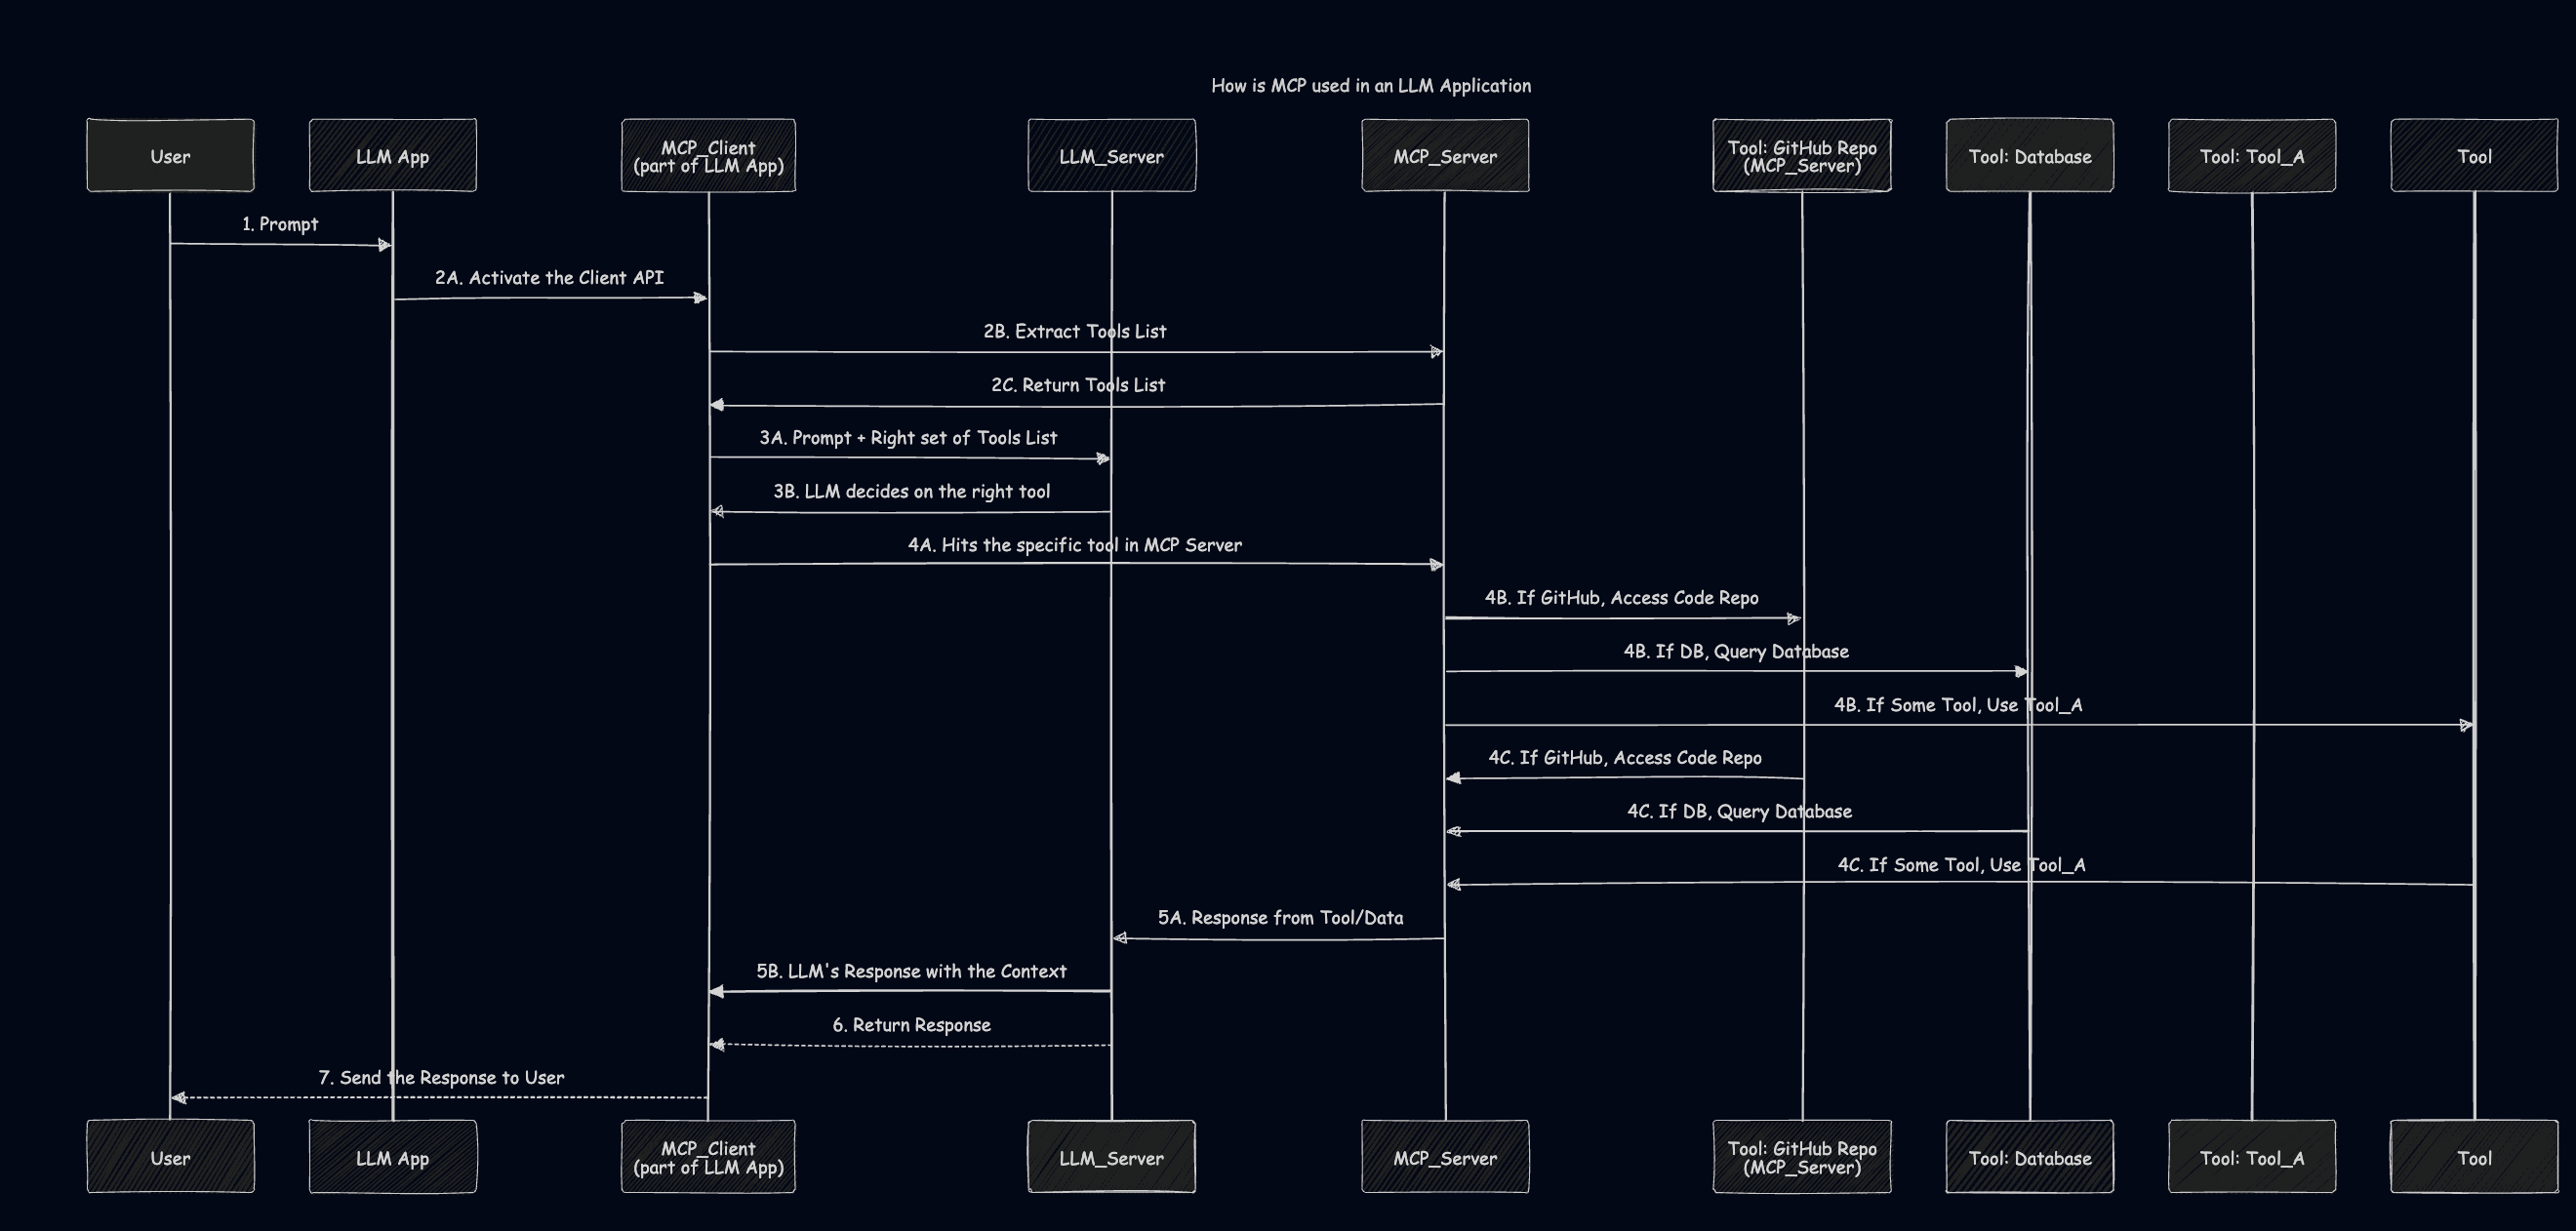 How is MCP used in an LLM Application
User
LLM App
MCP_Client
(part of LLM App)
LLM_Server
MCP_Server
Tool: GitHub Repo
(MCP_Server)
Tool: Database
Tool: Tool_A
Tool
1. Prompt
2A. Activate the Client API
2B. Extract Tools List
2C. Return Tools List
3A. Prompt + Right set of Tools List
3B. LLM decides on the right tool
4A. Hits the specific tool in MCP Server
4B. If GitHub, Access Code Repo
4B. If DB, Query Database
4B. If Some Tool, Use Tool_A
4C. If GitHub, Access Code Repo
4C. If DB, Query Database
4C. If Some Tool, Use Tool_A
5A. Response from Tool/Data
5B. LLM's Response with the Context
6. Return Response
7. Send the Response to User
User
LLM App
MCP_Client
(part of LLM App)
LLM_Server
MCP_Server
Tool: GitHub Repo
(MCP_Server)
Tool: Database
Tool: Tool_A
Tool